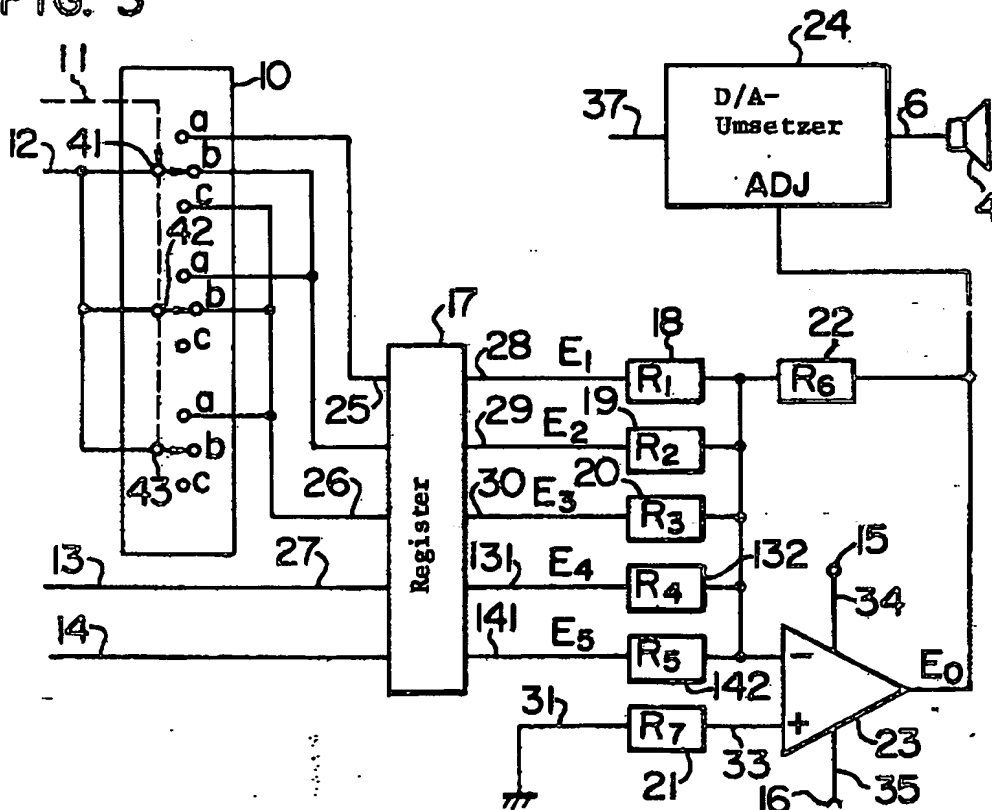 FIG. 3
11
10
24
12
41
a
b
c
37
D/A-
Umsetzer
ADJ
6
4
42
a
b
c
17
28
E1
18
R1
22
R6
a
b
43
c
25
29
E2
19
R2
26
30
E3
20
R3
Register
13
27
131
E4
R4
132
15
34
14
141
E5
R5
142
-
E0
31
R7
21
33
+
23
16
35